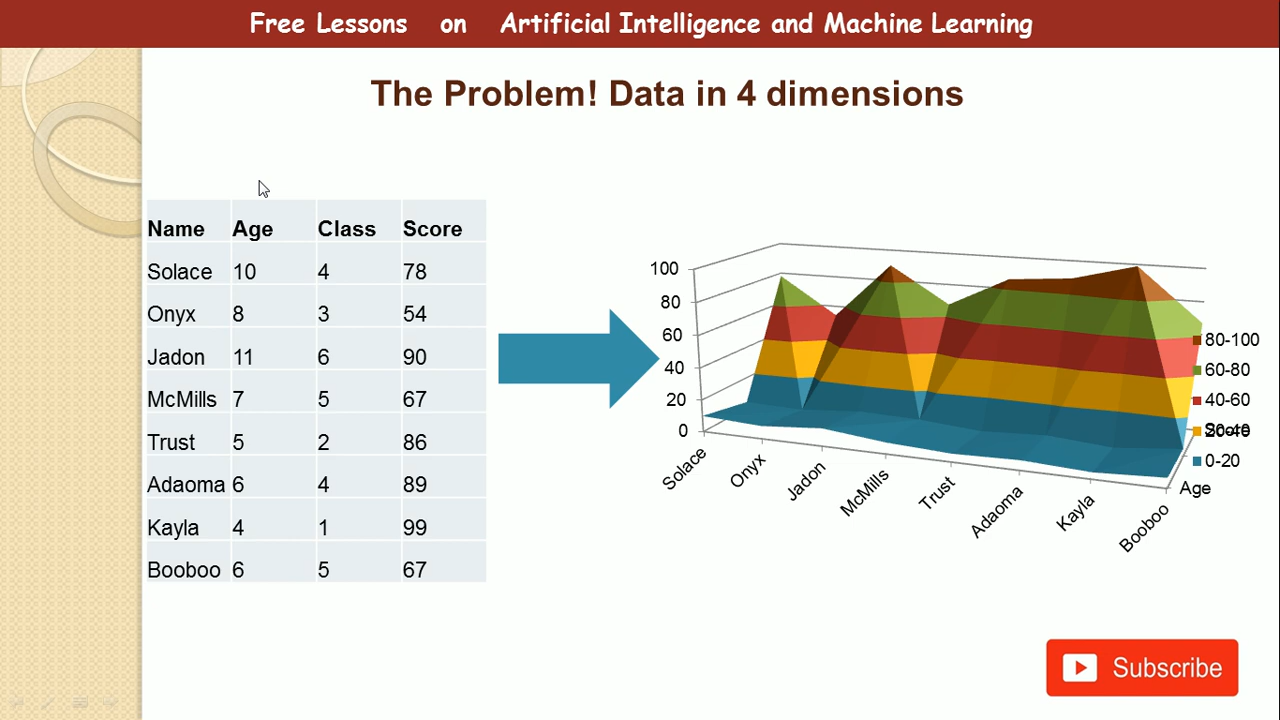 Free Lessons on Artificial Intelligence and Machine Learning
The Problem! Data in 4 dimensions
Name Age Class Score
Solace 10 4 78
Onyx 8 3 54
Jadon 11 6 90
McMills 7 5 67
Trust 5 2 86
Adaoma 6 4 89
Kayla 4 1 99
Booboo 6 5 67
100
80
60
40
20
0
Solace
Onyx
Jadon
McMills
Trust
Adaoma
Kayla
Booboo
Age
Score
80-100
60-80
40-60
20-40
0-20
Subscribe